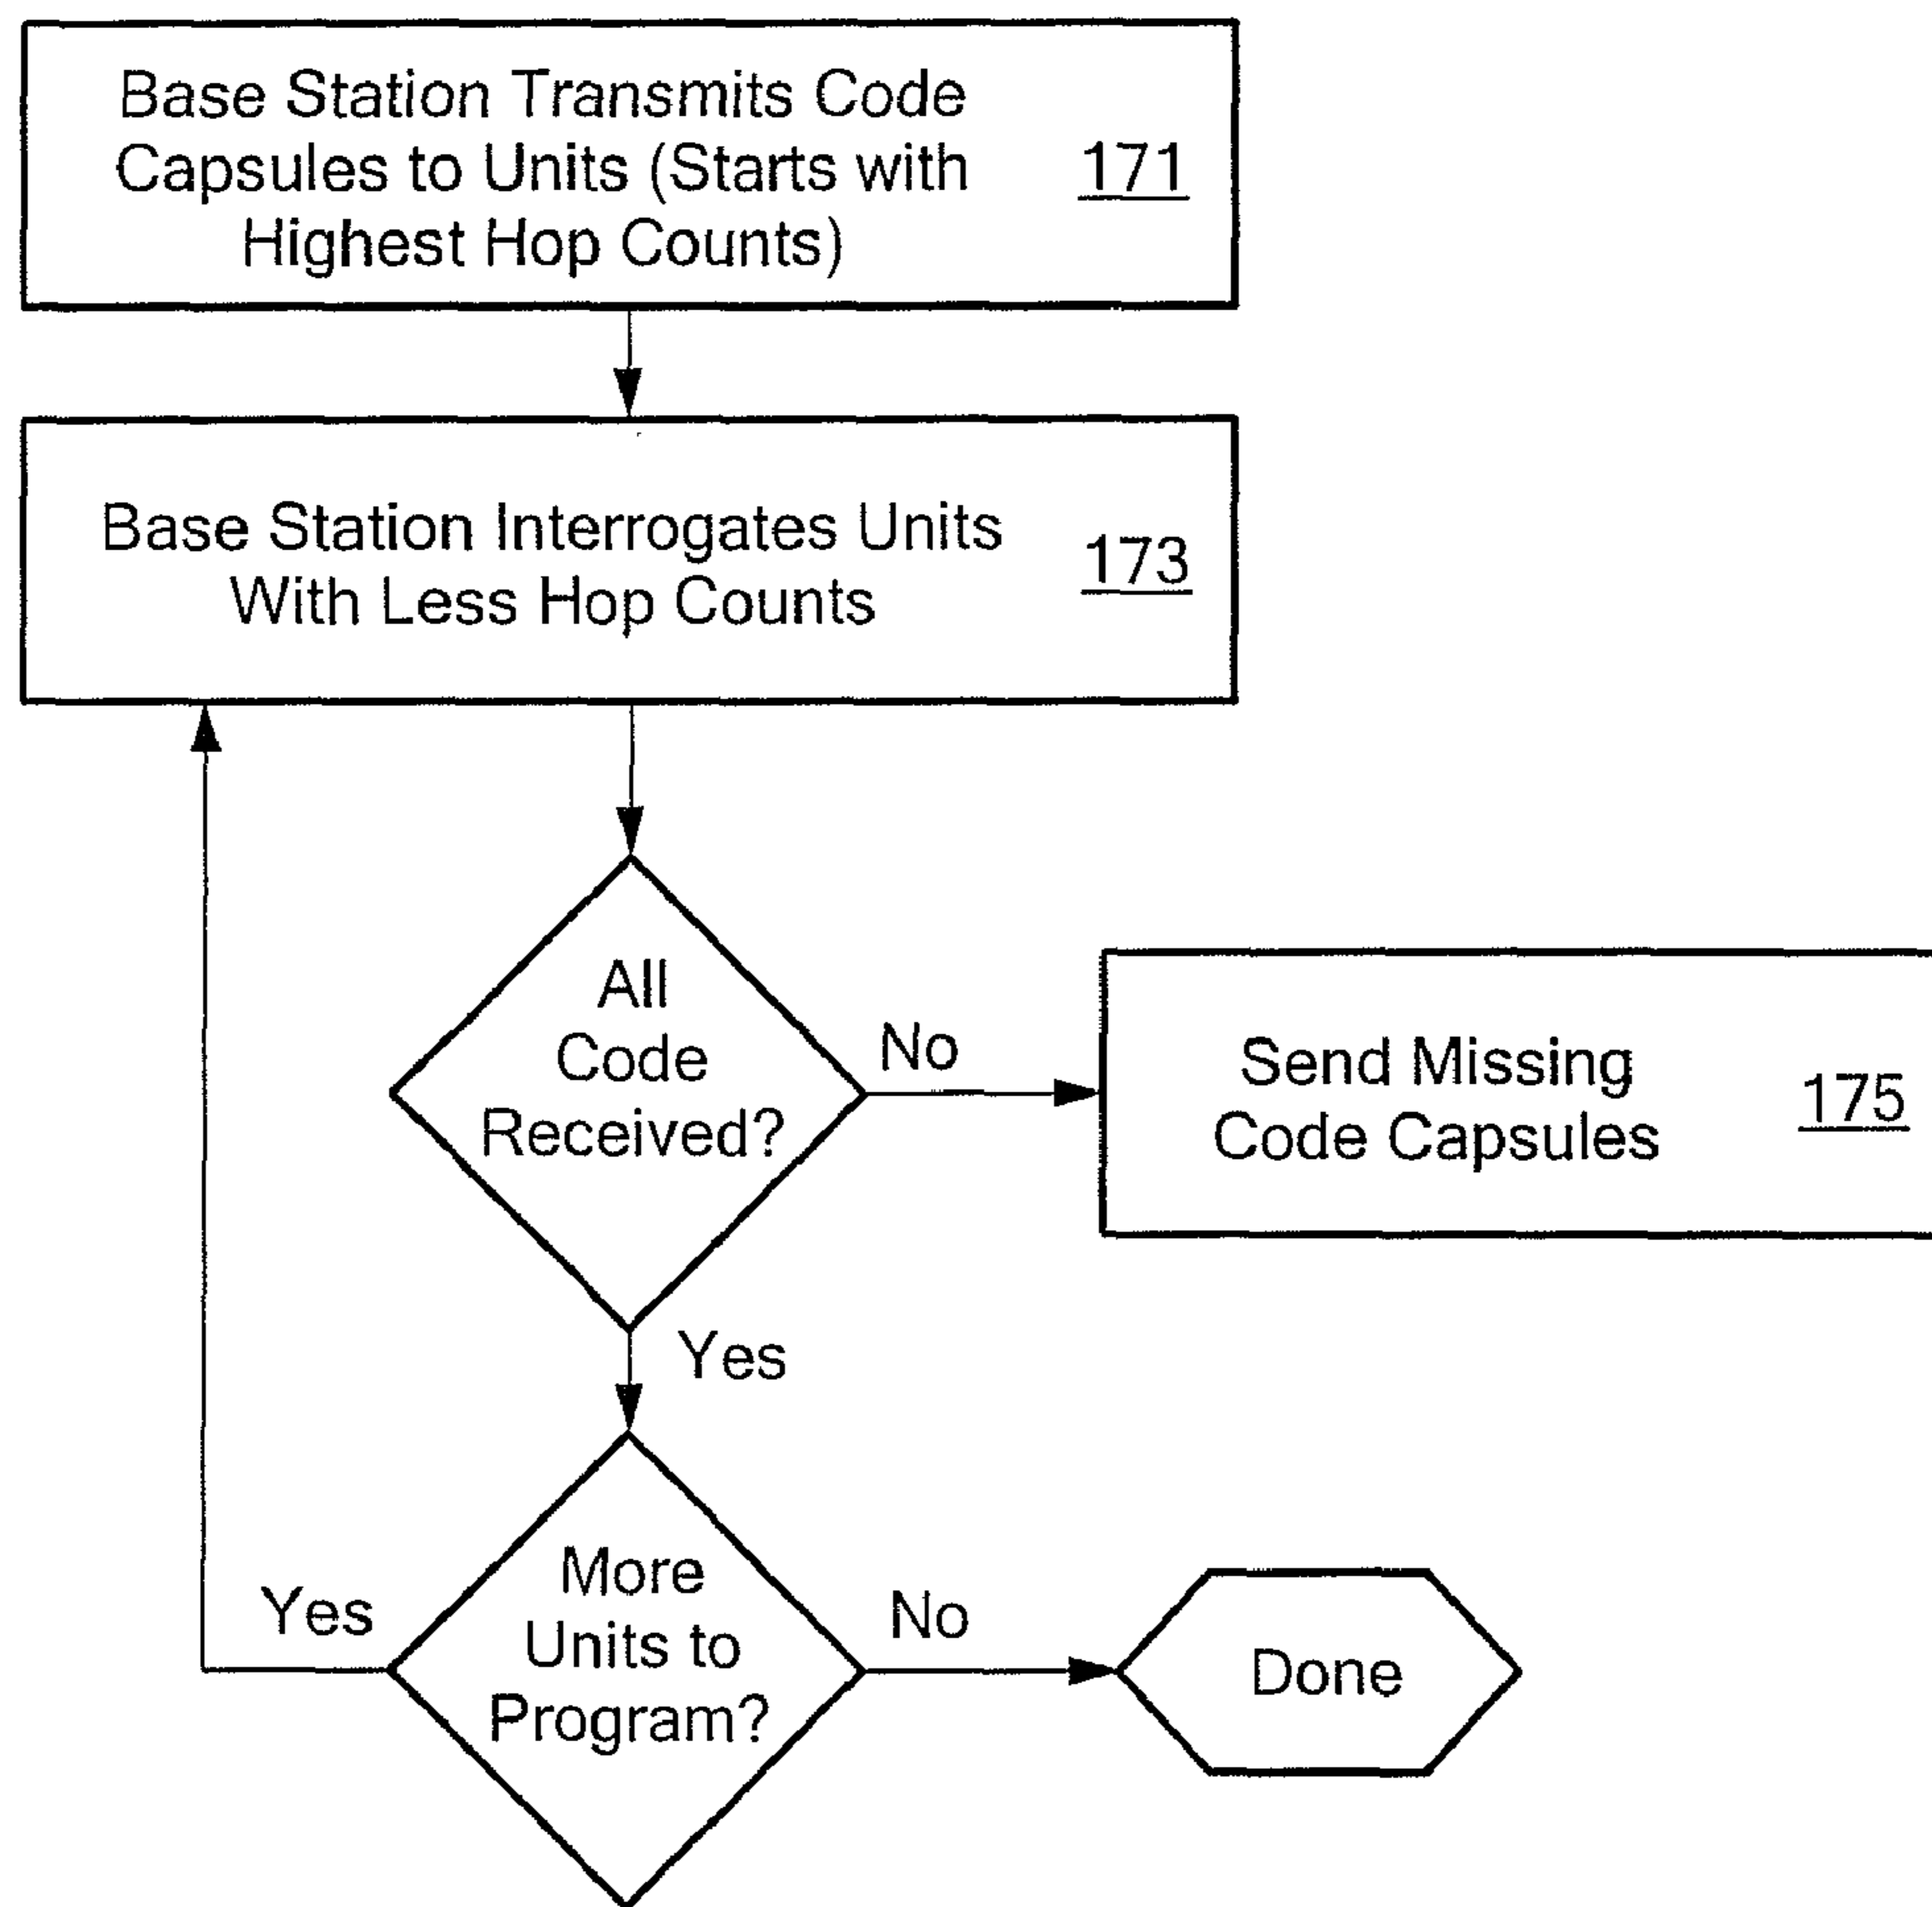 Base Station Transmits Code
Capsules to Units (Starts with
Highest Hop Counts)
171
Base Station Interrogates Units
With Less Hop Counts
173
All
Code
Received?
No
Send Missing
Code Capsules
175
Yes
More
Units to
Program?
Yes
No
Done